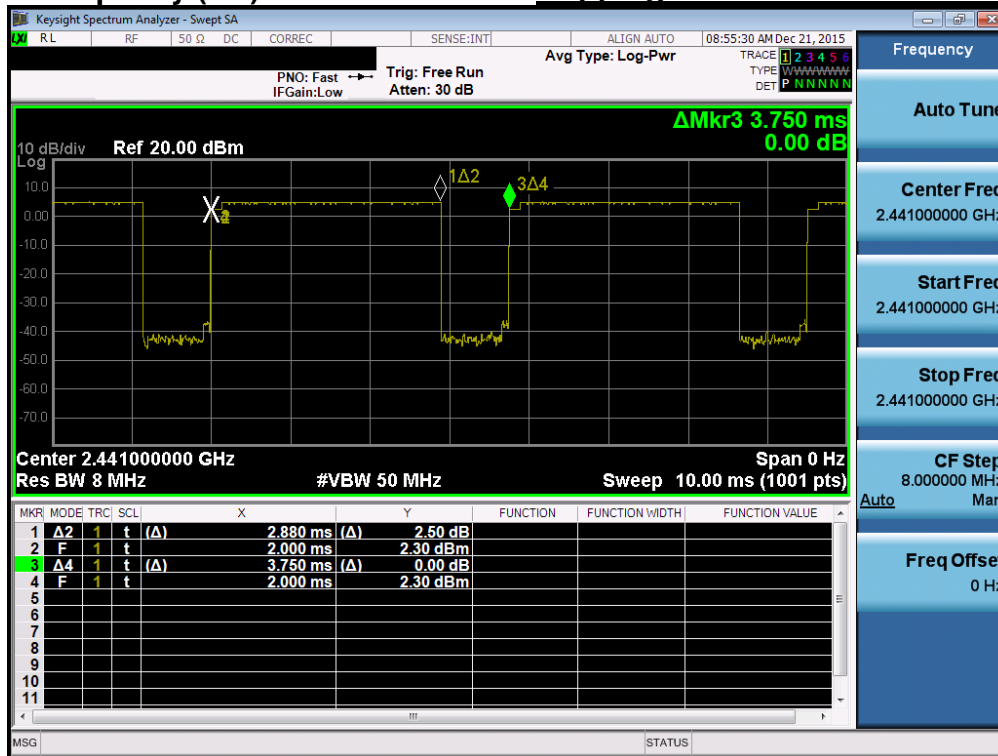 Keysight Spectrum Analyzer - Swept SA
LXI RL RF 50 Ω DC CORREC SENSE:INT ALIGN AUTO 08:55:30 AM Dec 21, 2015
Avg Type: Log-Pwr TRACE 1 2 3 4 5 6
PNO: Fast Trig: Free Run TYPE WWWWWWW
IFGain:Low Atten: 30 dB DET P N N N N N
ΔMkr3 3.750 ms
0.00 dB
10 dB/div Ref 20.00 dBm
Log
10.0
0.00
-10.0
-20.0
-30.0
-40.0
-50.0
-60.0
-70.0
1Δ2
3Δ4
X
Center 2.441000000 GHz Span 0 Hz
Res BW 8 MHz #VBW 50 MHz Sweep 10.00 ms (1001 pts)
MKR MODE TRC SCL X Y FUNCTION FUNCTION WIDTH FUNCTION VALUE
1 Δ2 1 t (Δ) 2.880 ms (Δ) 2.50 dB
2 F 1 t 2.000 ms 2.30 dBm
3 Δ4 1 t (Δ) 3.750 ms (Δ) 0.00 dB
4 F 1 t 2.000 ms 2.30 dBm
5
6
7
8
9
10
11
MSG STATUS
Frequency
Auto Tune
Center Freq
2.441000000 GHz
Start Freq
2.441000000 GHz
Stop Freq
2.441000000 GHz
CF Step
8.000000 MHz
Auto Man
Freq Offset
0 Hz